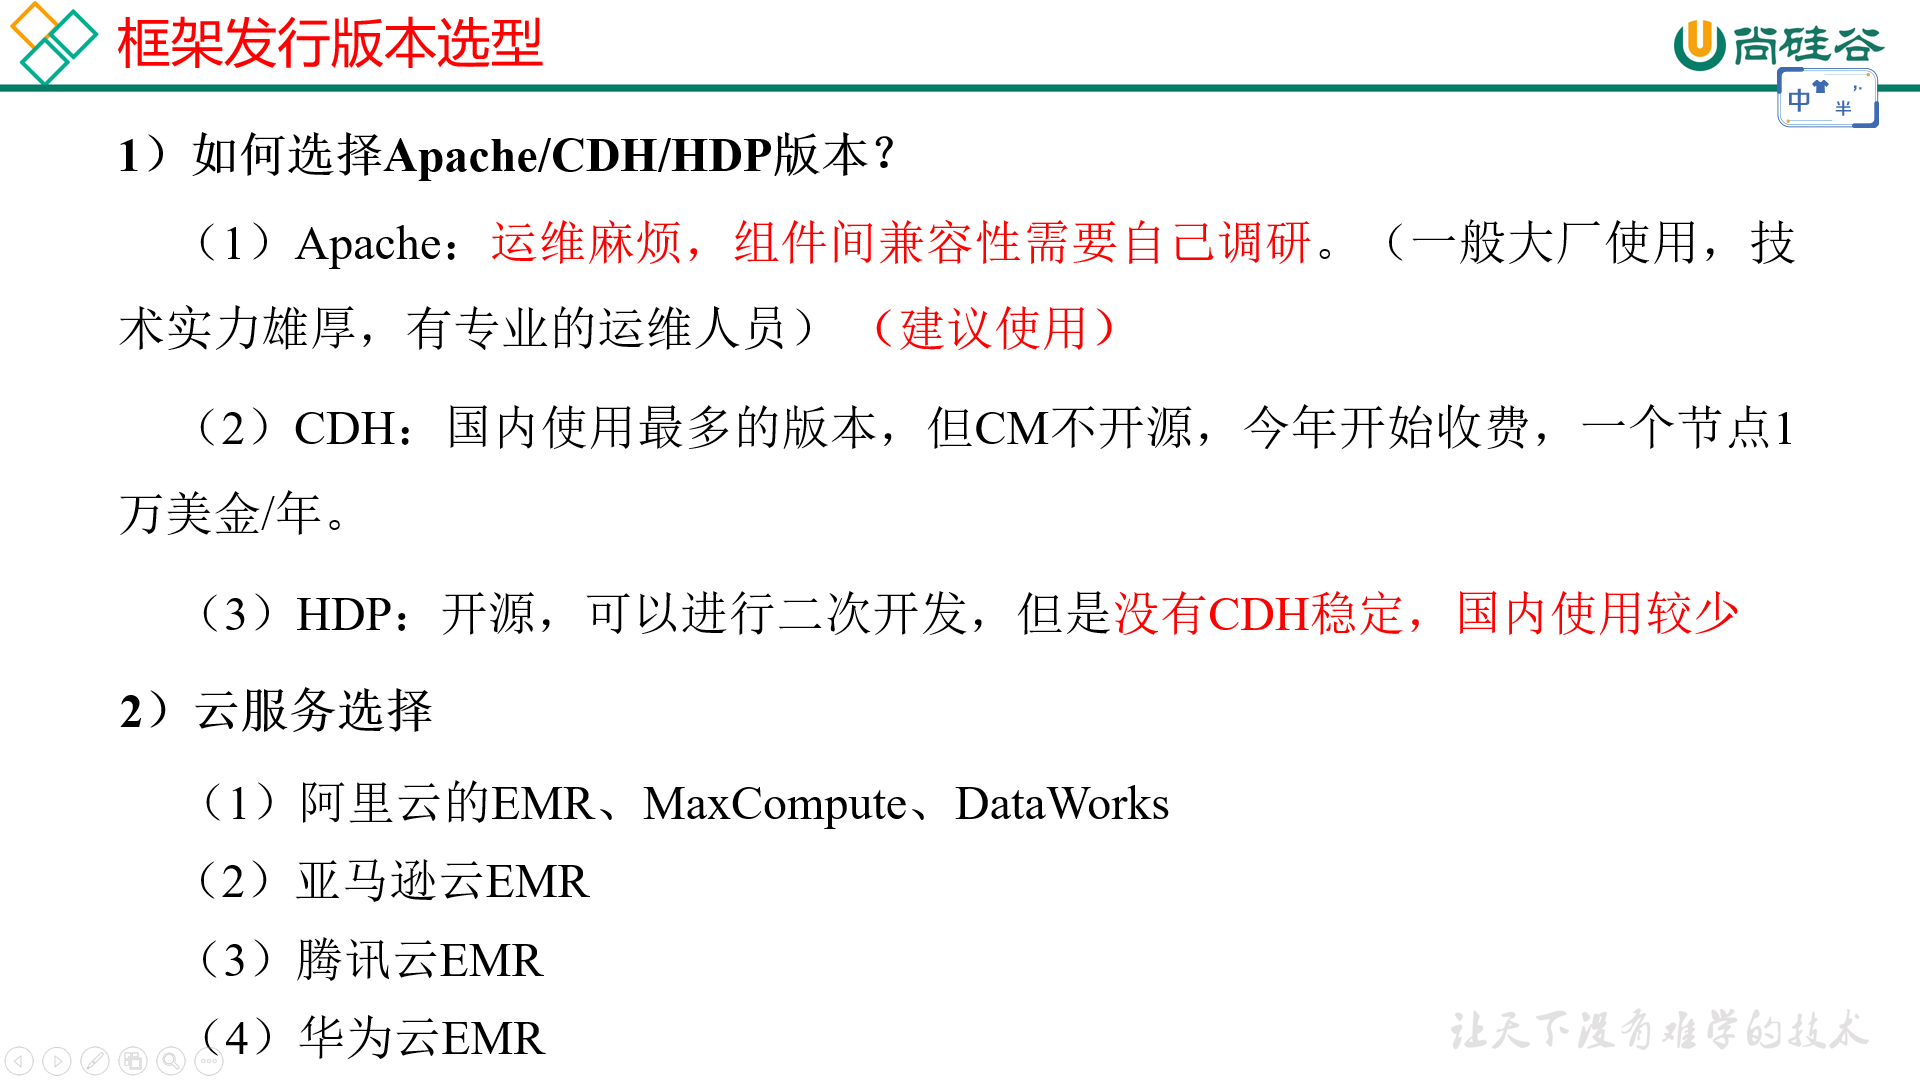 框架发行版本选型
尚硅谷
中
半
1）如何选择Apache/CDH/HDP版本？
（1）Apache：运维麻烦，组件间兼容性需要自己调研。（一般大厂使用，技
术实力雄厚，有专业的运维人员）（建议使用）
（2）CDH：国内使用最多的版本，但CM不开源，今年开始收费，一个节点1
万美金/年。
（3）HDP：开源，可以进行二次开发，但是没有CDH稳定，国内使用较少
2）云服务选择
（1）阿里云的EMR、MaxCompute、DataWorks
（2）亚马逊云EMR
（3）腾讯云EMR
（4）华为云EMR
让天下没有难学的技术